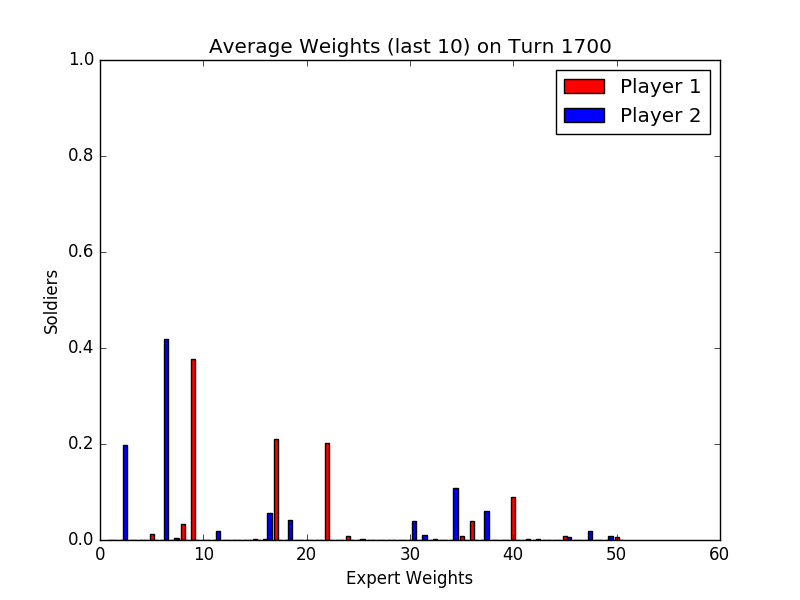 Average Weights (last 10) on Turn 1700
1.0
0.8
0.6
0.4
0.2
0.0
Soldiers
Player 1
Player 2
0 10 20 30 40 50 60
Expert Weights